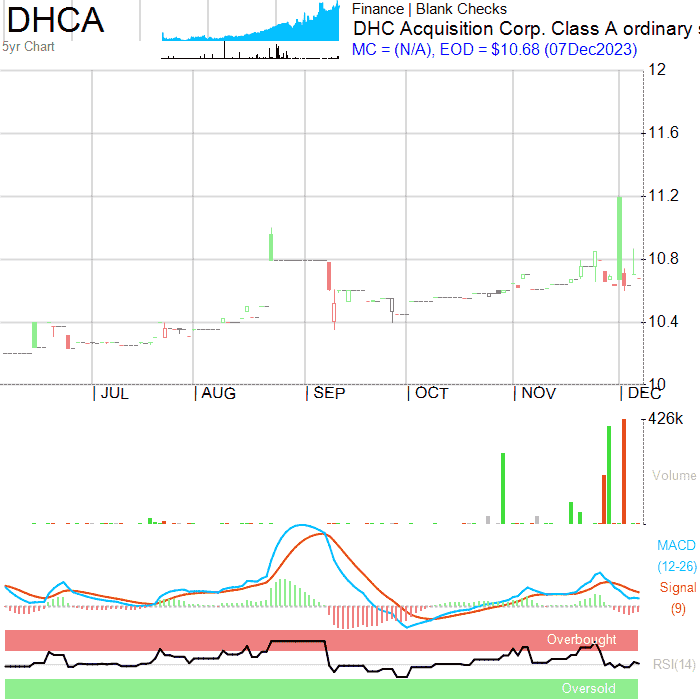 DHCA
5yr Chart
Finance | Blank Checks
DHC Acquisition Corp. Class A ordinary s
MC = (N/A), EOD = $10.68 (07Dec2023)
12
11.6
11.2
10.8
10.4
10
| JUL | AUG | SEP | OCT | NOV | DEC
426k
Volume
MACD
(12-26)
Signal
(9)
Overbought
RSI(14)
Oversold